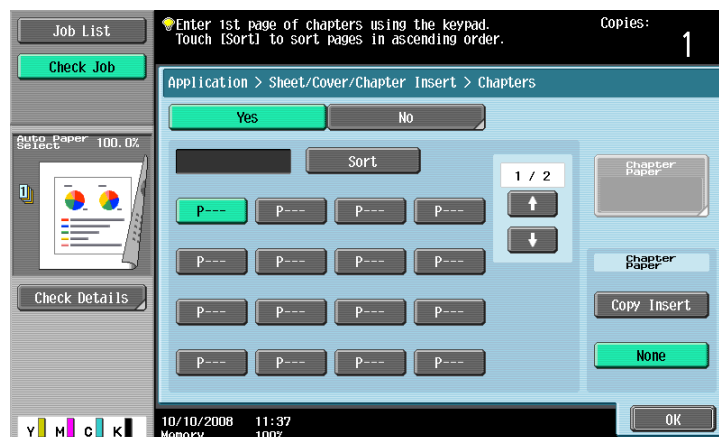 Job List
Check Job
Enter 1st page of chapters using the keypad.
Touch [Sort] to sort pages in ascending order.
Copies:
1
Application > Sheet/Cover/Chapter Insert > Chapters
Yes
No
Auto Paper
Select
100.0%
Sort
1 / 2
Chapter
Paper
P--- P--- P--- P---
P--- P--- P--- P---
Chapter
Paper
Check Details
Copy Insert
P--- P--- P--- P---
None
P--- P--- P--- P---
OK
Y M C K
10/10/2008 11:37
Memory 100%